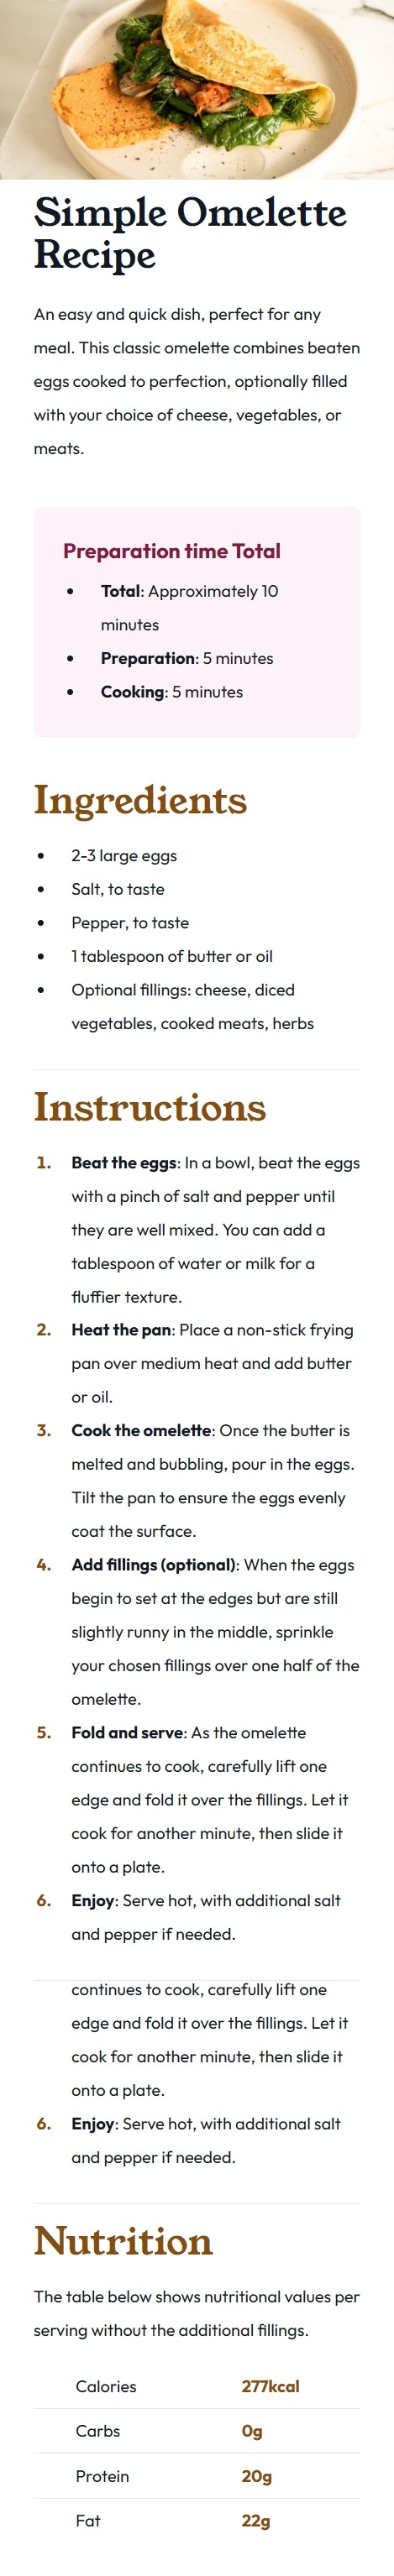 Simple Omelette
Recipe
An easy and quick dish, perfect for any
meal. This classic omelette combines beaten
eggs cooked to perfection, optionally filled
with your choice of cheese, vegetables, or
meats.
Preparation time Total
• Total: Approximately 10
minutes
• Preparation: 5 minutes
• Cooking: 5 minutes
Ingredients
• 2-3 large eggs
• Salt, to taste
• Pepper, to taste
• 1 tablespoon of butter or oil
• Optional fillings: cheese, diced
vegetables, cooked meats, herbs
Instructions
1. Beat the eggs: In a bowl, beat the eggs
with a pinch of salt and pepper until
they are well mixed. You can add a
tablespoon of water or milk for a
fluffier texture.
2. Heat the pan: Place a non-stick frying
pan over medium heat and add butter
or oil.
3. Cook the omelette: Once the butter is
melted and bubbling, pour in the eggs.
Tilt the pan to ensure the eggs evenly
coat the surface.
4. Add fillings (optional): When the eggs
begin to set at the edges but are still
slightly runny in the middle, sprinkle
your chosen fillings over one half of the
omelette.
5. Fold and serve: As the omelette
continues to cook, carefully lift one
edge and fold it over the fillings. Let it
cook for another minute, then slide it
onto a plate.
6. Enjoy: Serve hot, with additional salt
and pepper if needed.
continues to cook, carefully lift one
edge and fold it over the fillings. Let it
cook for another minute, then slide it
onto a plate.
6. Enjoy: Serve hot, with additional salt
and pepper if needed.
Nutrition
The table below shows nutritional values per
serving without the additional fillings.
Calories 277kcal
Carbs 0g
Protein 20g
Fat 22g